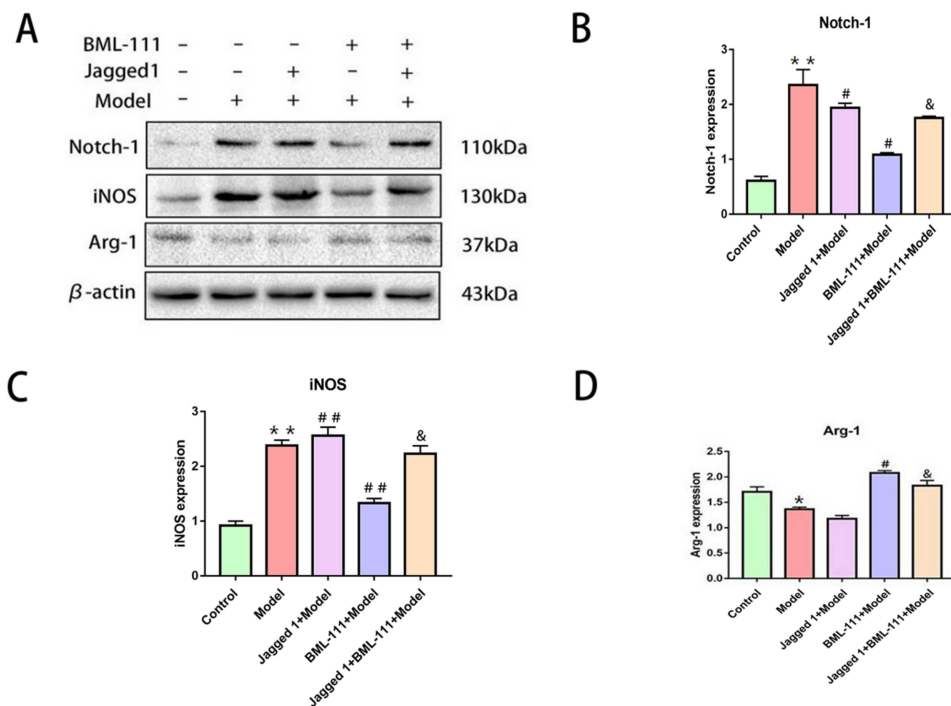 A
BML-111 - - - + +
Jagged1 - - + - +
Model - + + + +
Notch-1 110kDa
iNOS 130kDa
Arg-1 37kDa
β-actin 43kDa
B
Notch-1
Notch-1 expression
3
2
1
0
**
#
#
&
Control
Model
Jagged 1+Model
BML-111+Model
Jagged 1+BML-111+Model
C
iNOS
iNOS expression
3
2
1
0
**
##
##
&
Control
Model
Jagged 1+Model
BML-111+Model
Jagged 1+BML-111+Model
D
Arg-1
Arg-1 expression
2.5
2.0
1.5
1.0
0.5
0.0
*
#
&
Control
Model
Jagged 1+Model
BML-111+Model
Jagged 1+BML-111+Model